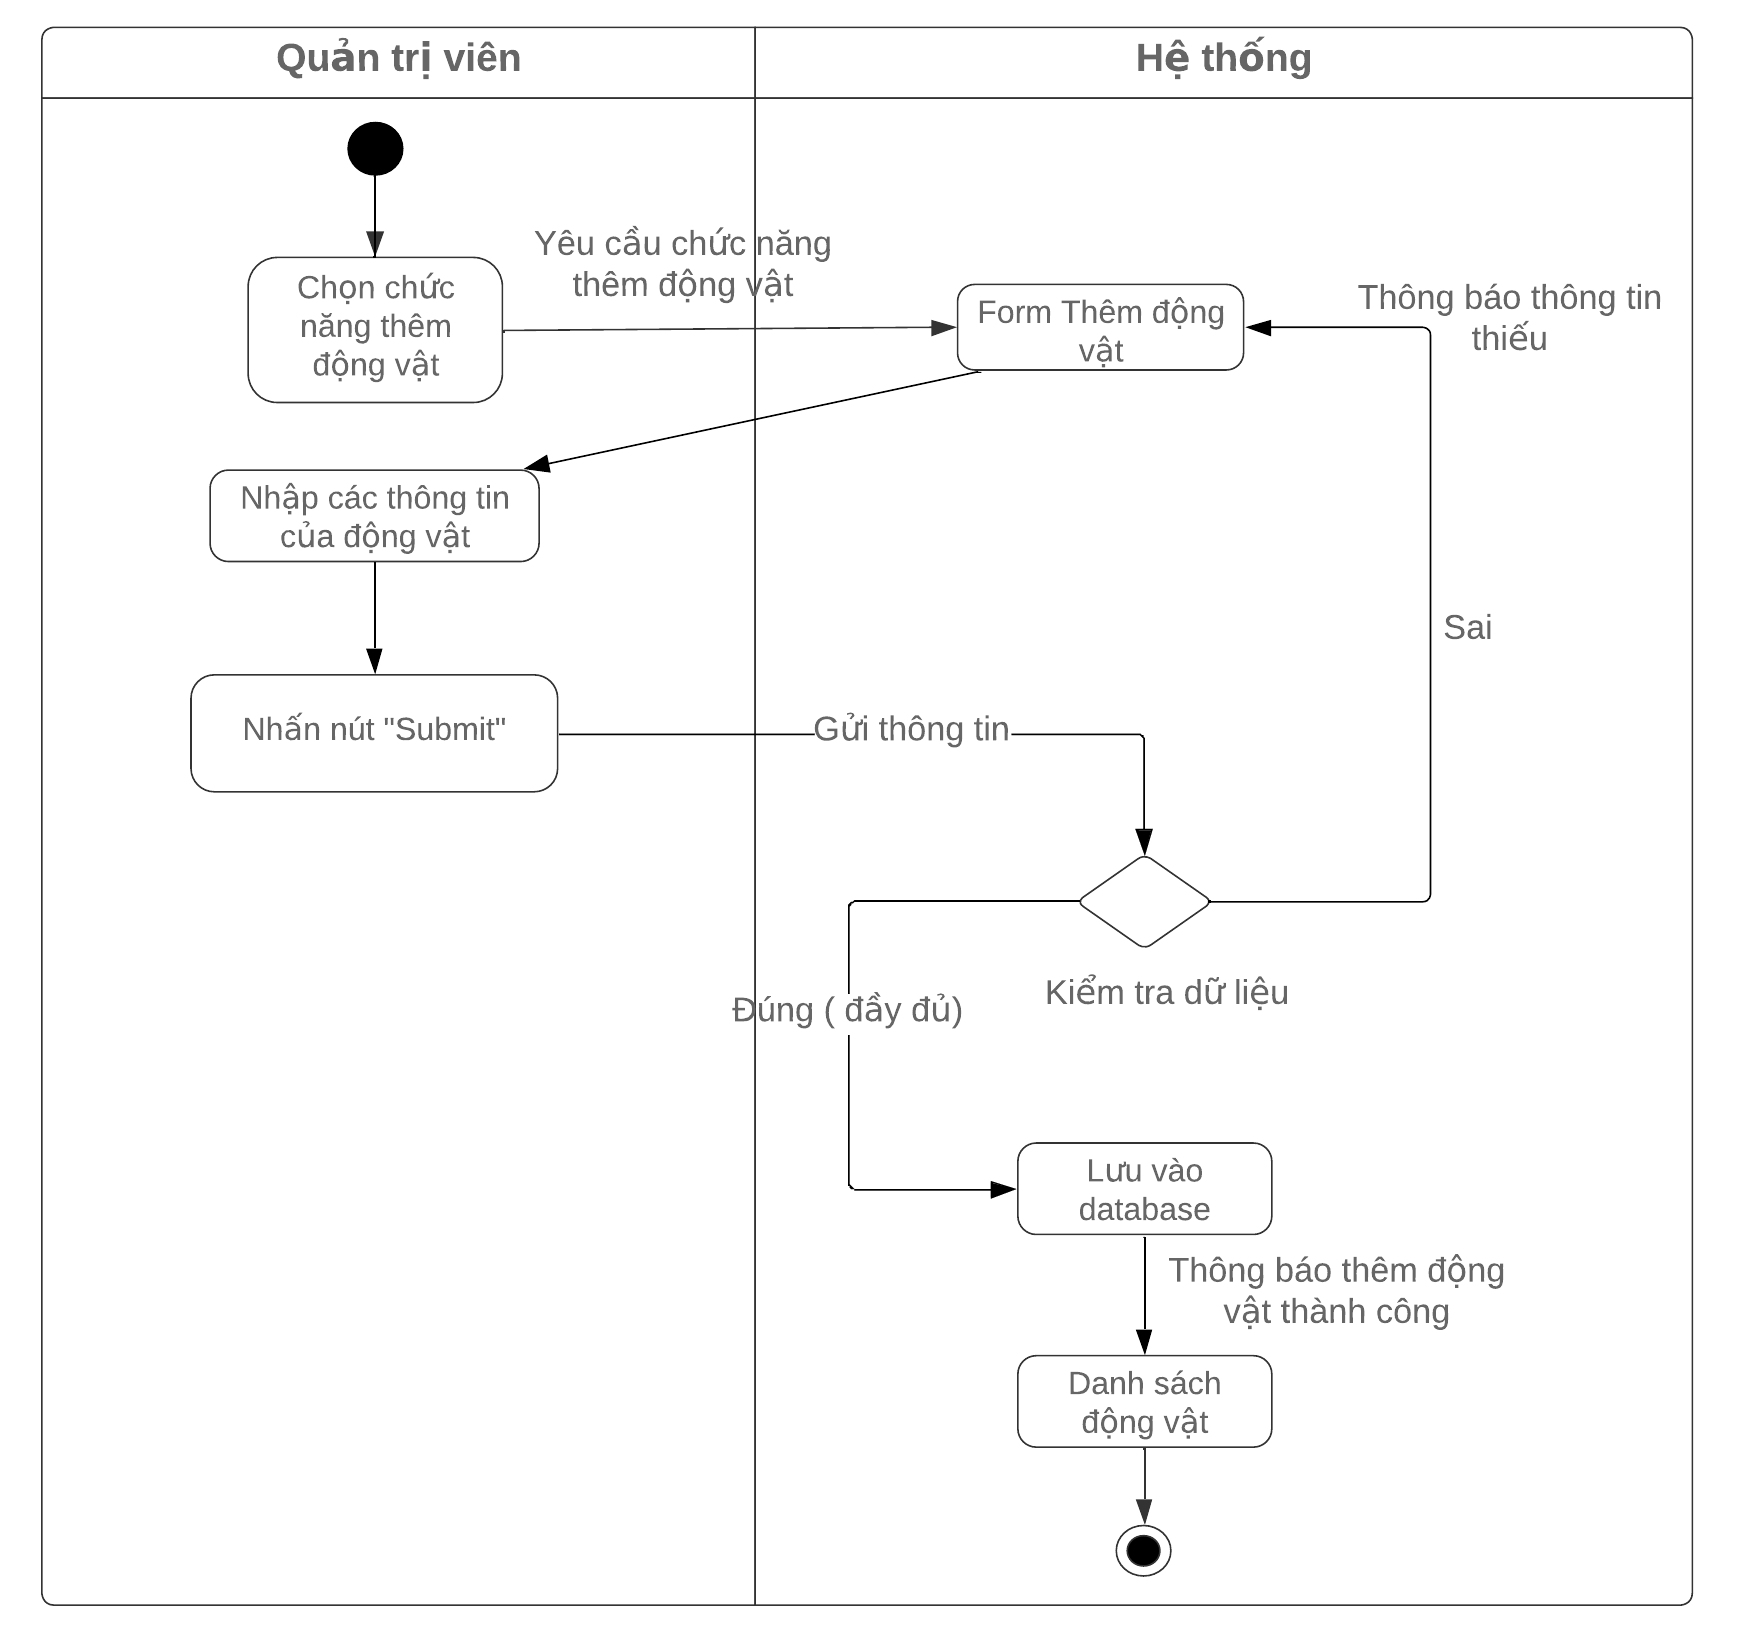 Quản trị viên
Hệ thống
Yêu cầu chức năng
thêm động vật
Chọn chức
năng thêm
động vật
Form Thêm động
vật
Thông báo thông tin
thiếu
Nhập các thông tin
của động vật
Sai
Nhấn nút "Submit"
Gửi thông tin
Kiểm tra dữ liệu
Đúng ( đầy đủ)
Lưu vào
database
Thông báo thêm động
vật thành công
Danh sách
động vật